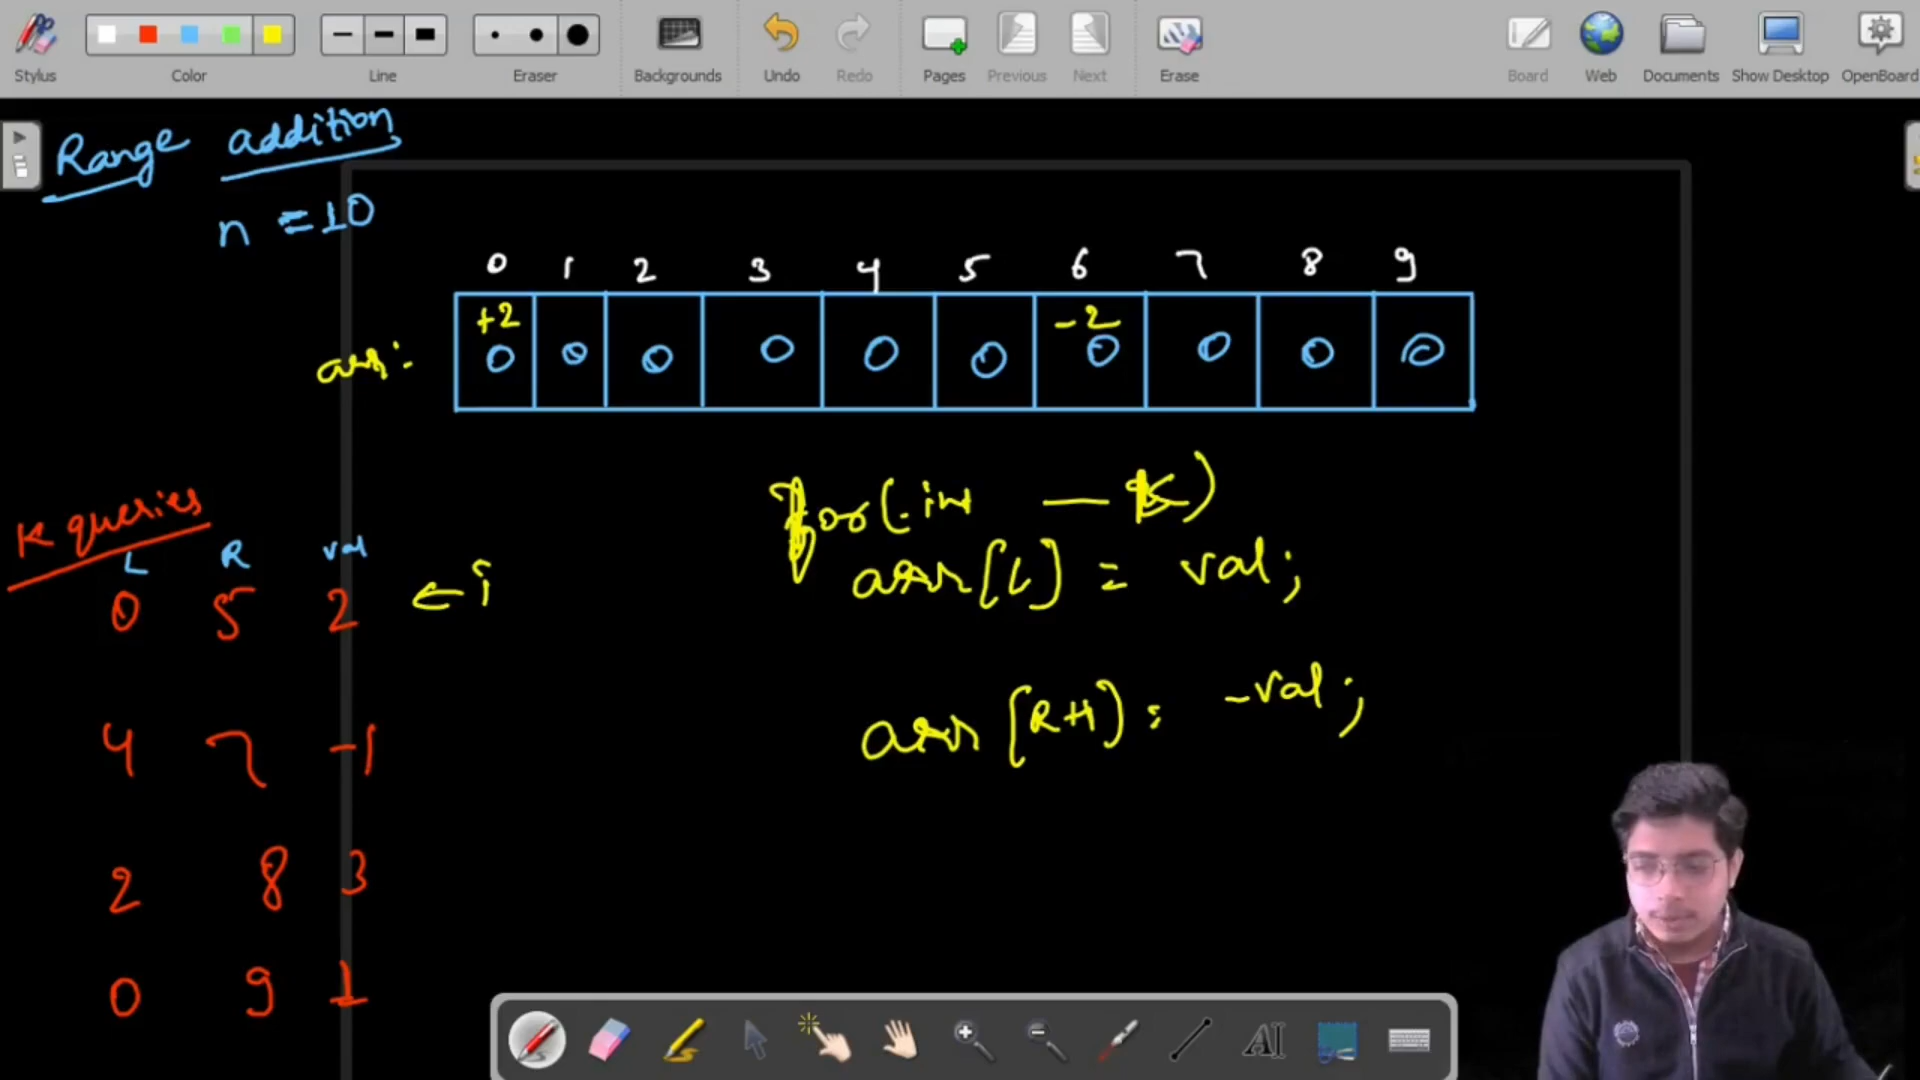 Stylus Color Line Eraser Backgrounds Undo Redo Pages Previous Next Erase Board Web Documents Show Desktop OpenBoard
Range addition
n = 10
0 1 2 3 4 5 6 7 8 9
+2 -2
arr: 0 0 0 0 0 0 0 0 0 0
for(int — K)
arr[L] = val;
arr[R+1] = -val;
K queries
L R val
0 5 2 ← i
4 7 -1
2 8 3
0 9 1
AI